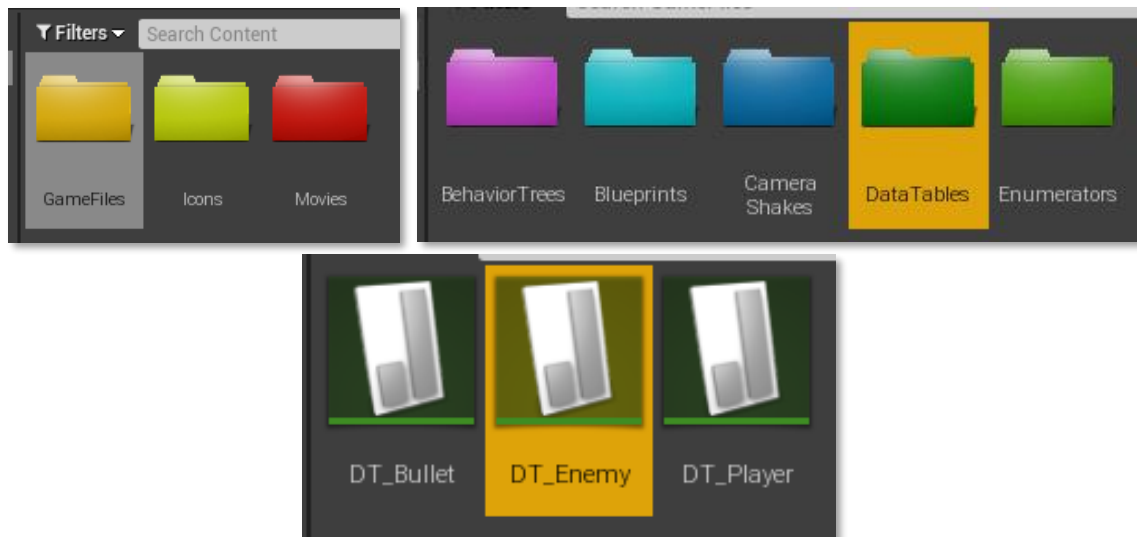 Filters
Search Content
GameFiles
Icons
Movies
BehaviorTrees
Blueprints
Camera
Shakes
DataTables
Enumerators
DT_Bullet
DT_Enemy
DT_Player